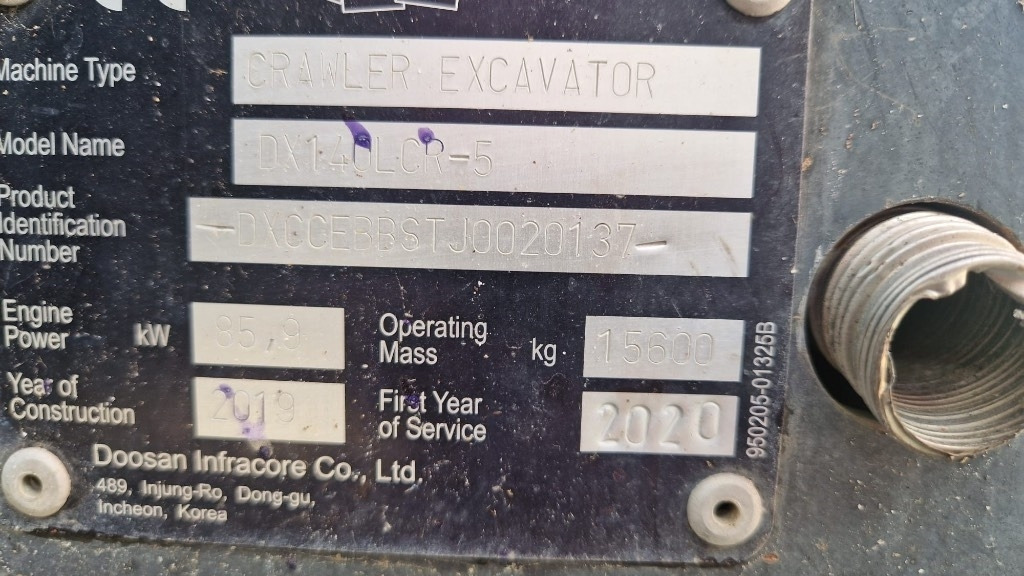 Machine Type CRAWLER EXCAVATOR
Model Name DX140LCR-5
Product
Identification
Number -DXCCEBBSTJ0020137-
Engine
Power kW 85,9 Operating
Mass kg 15600
Year of
Construction 2019 First Year
of Service 2020
950205-01325B
Doosan Infracore Co., Ltd.
489, Injung-Ro, Dong-gu,
Incheon, Korea